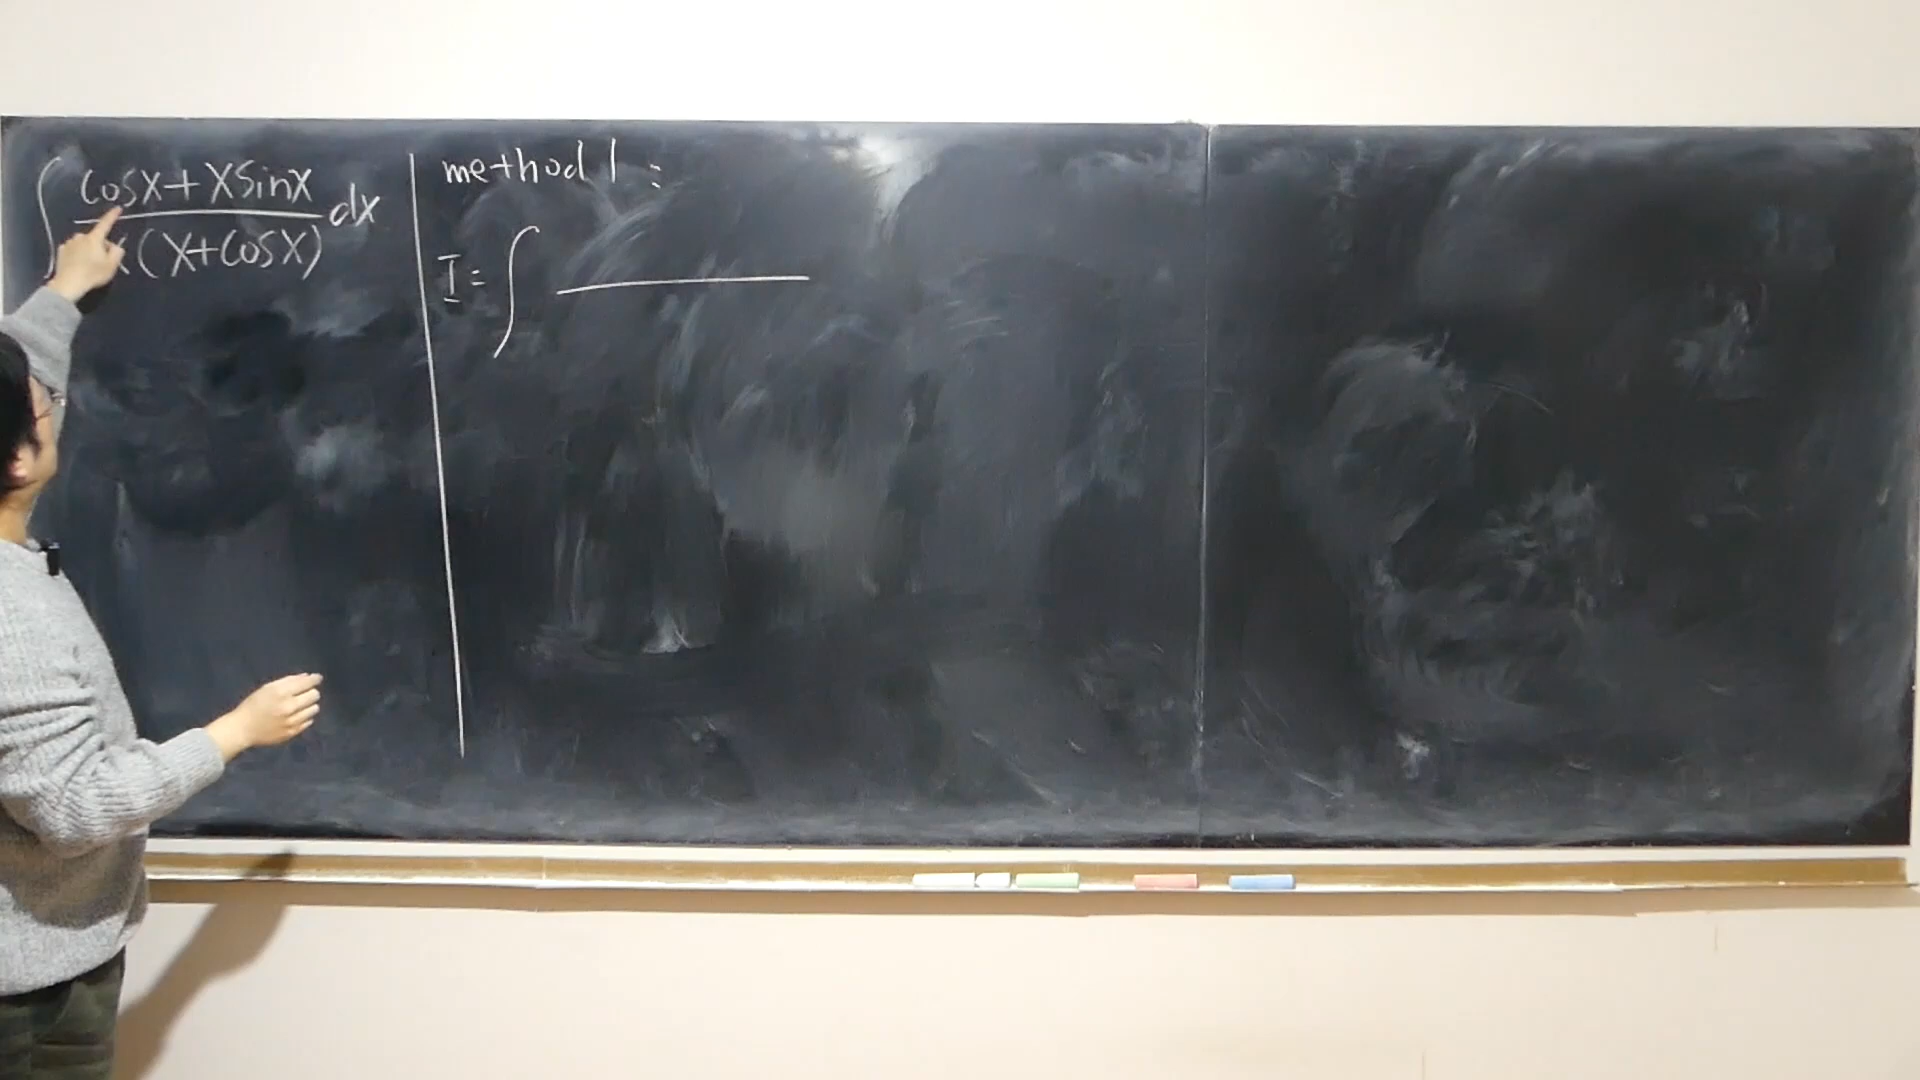 ∫ (cosx + xsinx)/(x(x+cosx)) dx
method 1 :
I = ∫